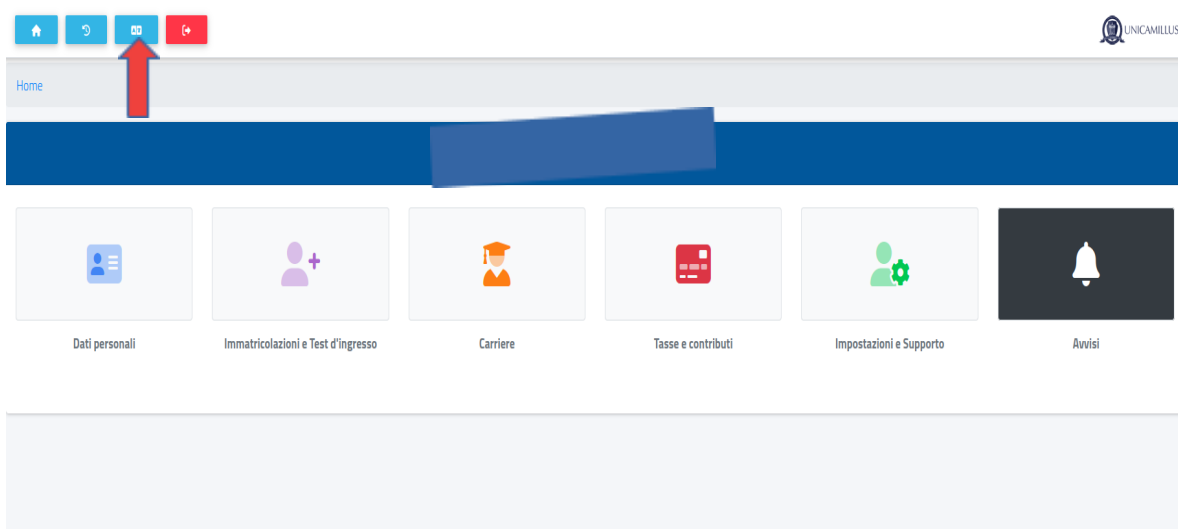 UNICAMILLUS
Home
Dati personali
Immatricolazioni e Test d'ingresso
Carriere
Tasse e contributi
Impostazioni e Supporto
Avvisi